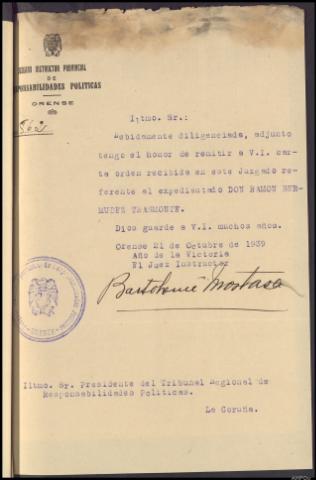 JUZGADO INSTRUCTOR PROVINCIAL
DE
RESPONSABILIDADES POLITICAS
ORENSE
Iltmo. Sr.:
Debidamente diligenciada, adjunto
tengo el honor de remitir a V.I. car-
ta orden recibida en este Juzgado re-
ferente al expedientado DON RAMON BER-
MUDEZ TRASMONTE.
Dios guarde a V.I. muchos años.
Orense 21 de Octubre de 1939
Año de la Victoria
El Juez Instructor
Bartolomé Mostaza
Iltmo. Sr. Presidente del Tribunal Regional de
Responsabilidades Politicas.
La Coruña.